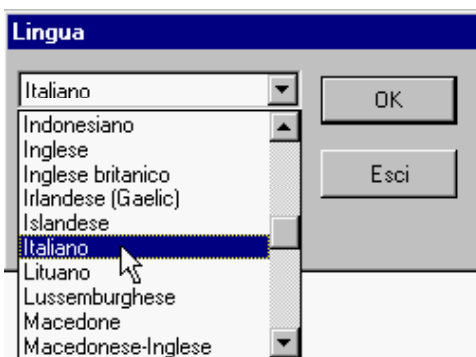 Lingua
Italiano
OK
Indonesiano
Inglese
Inglese britanico
Irlandese (Gaelic)
Esci
Islandese
Italiano
Lituano
Lussemburghese
Macedone
Macedonese-Inglese